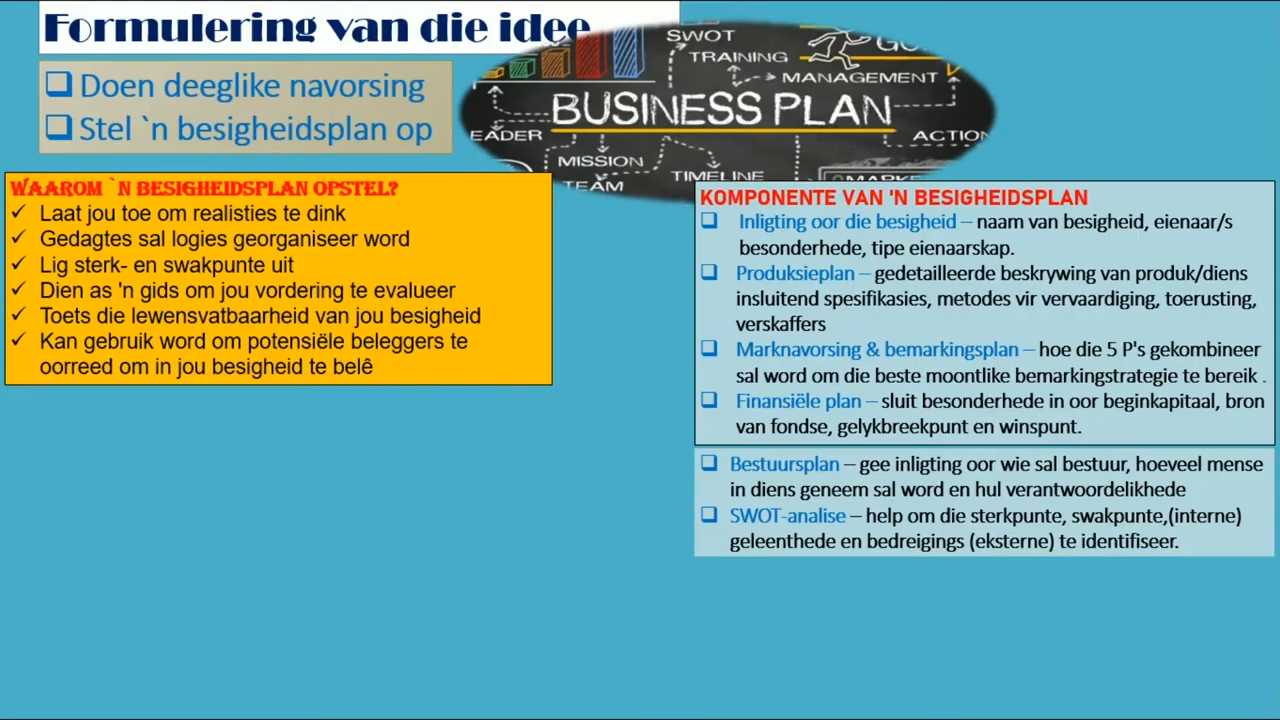 Formulering van die idee
❑ Doen deeglike navorsing
❑ Stel `n besigheidsplan op
SWOT
TRAINING
MANAGEMENT
BUSINESS PLAN
EADER
ACTION
MISSION
TEAM
TIMELINE
MARKE
WAAROM `N BESIGHEIDSPLAN OPSTEL?
✓ Laat jou toe om realisties te dink
✓ Gedagtes sal logies georganiseer word
✓ Lig sterk- en swakpunte uit
✓ Dien as 'n gids om jou vordering te evalueer
✓ Toets die lewensvatbaarheid van jou besigheid
✓ Kan gebruik word om potensiële beleggers te
oorreed om in jou besigheid te belê
KOMPONENTE VAN 'N BESIGHEIDSPLAN
❑ Inligting oor die besigheid – naam van besigheid, eienaar/s
besonderhede, tipe eienaarskap.
❑ Produksieplan – gedetailleerde beskrywing van produk/diens
insluitend spesifikasies, metodes vir vervaardiging, toerusting,
verskaffers
❑ Marknavorsing & bemarkingsplan – hoe die 5 P's gekombineer
sal word om die beste moontlike bemarkingstrategie te bereik .
❑ Finansiële plan – sluit besonderhede in oor beginkapitaal, bron
van fondse, gelykbreekpunt en winspunt.
❑ Bestuursplan – gee inligting oor wie sal bestuur, hoeveel mense
in diens geneem sal word en hul verantwoordelikhede
❑ SWOT-analise – help om die sterkpunte, swakpunte,(interne)
geleenthede en bedreigings (eksterne) te identifiseer.